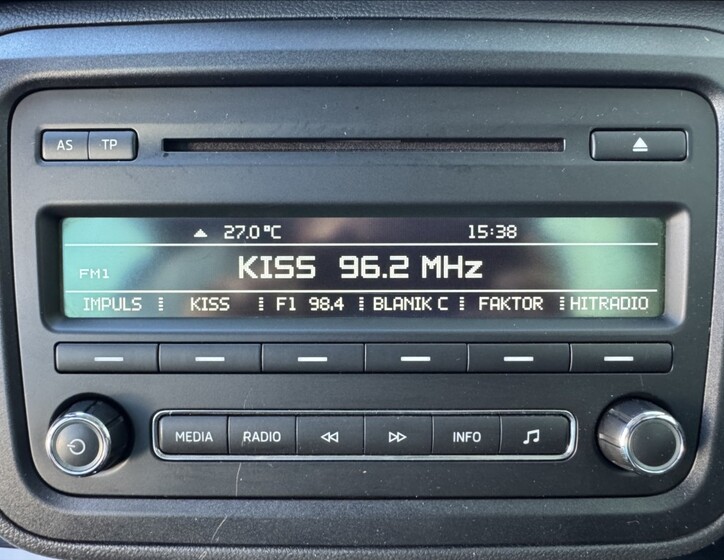 AS TP
27.0°C 15:38
KISS 96.2 MHz
FM1
IMPULS KISS F1 98.4 BLANIK C FAKTOR HITRADIO
MEDIA RADIO INFO